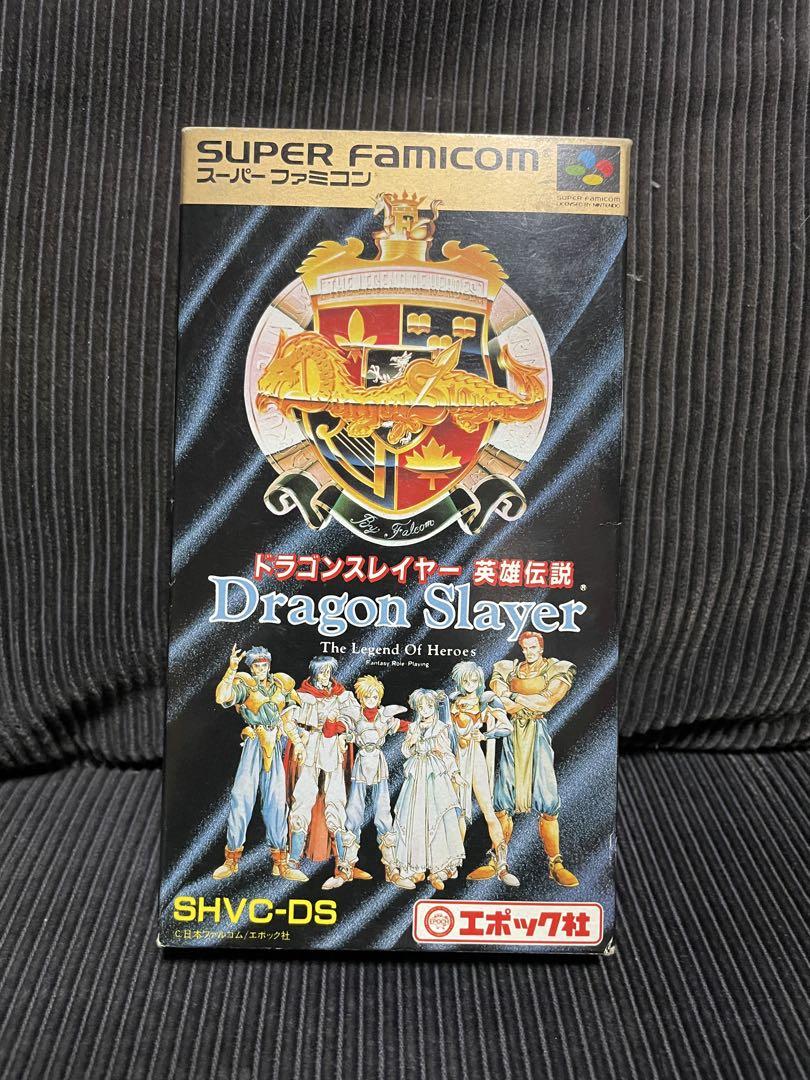 SUPER FAMICOM
スーパーファミコン
SUPER FAMICOM
LICENSED BY NINTENDO
F
THE LEGEND OF HEROES
By Falcom
ドラゴンスレイヤー 英雄伝説
Dragon Slayer®
The Legend Of Heroes
Fantasy Role Playing
SHVC-DS
EPOCH エポック社
©日本ファルコム/エポック社